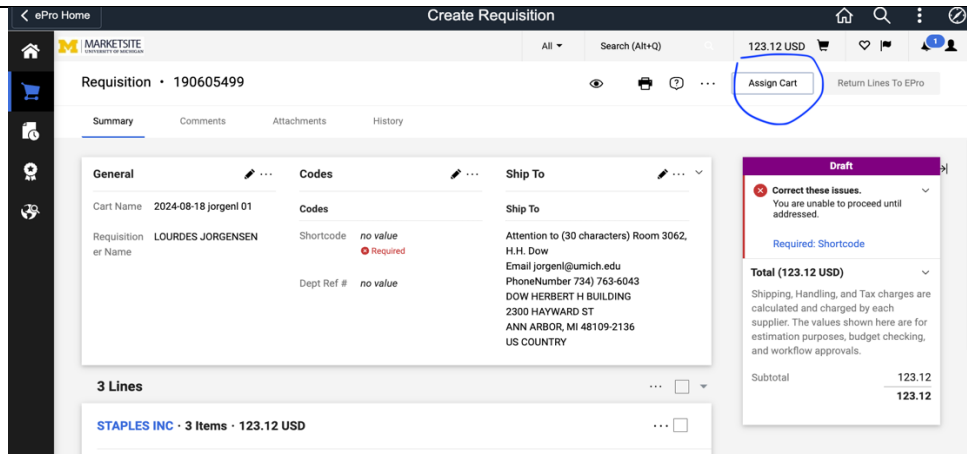 ePro Home
Create Requisition
MARKETSITE
UNIVERSITY OF MICHIGAN
All
Search (Alt+Q)
123.12 USD
1
Requisition • 190605499
Assign Cart
Return Lines To EPro
Summary
Comments
Attachments
History
General
Cart Name 2024-08-18 jorgenl 01
Requisition LOURDES JORGENSEN
er Name
Codes
Codes
Shortcode no value
Required
Dept Ref # no value
Ship To
Ship To
Attention to (30 characters) Room 3062,
H.H. Dow
Email jorgenl@umich.edu
PhoneNumber 734) 763-6043
DOW HERBERT H BUILDING
2300 HAYWARD ST
ANN ARBOR, MI 48109-2136
US COUNTRY
Draft
Correct these issues.
You are unable to proceed until
addressed.
Required: Shortcode
Total (123.12 USD)
Shipping, Handling, and Tax charges are
calculated and charged by each
supplier. The values shown here are for
estimation purposes, budget checking,
and workflow approvals.
Subtotal 123.12
123.12
3 Lines
STAPLES INC · 3 Items · 123.12 USD